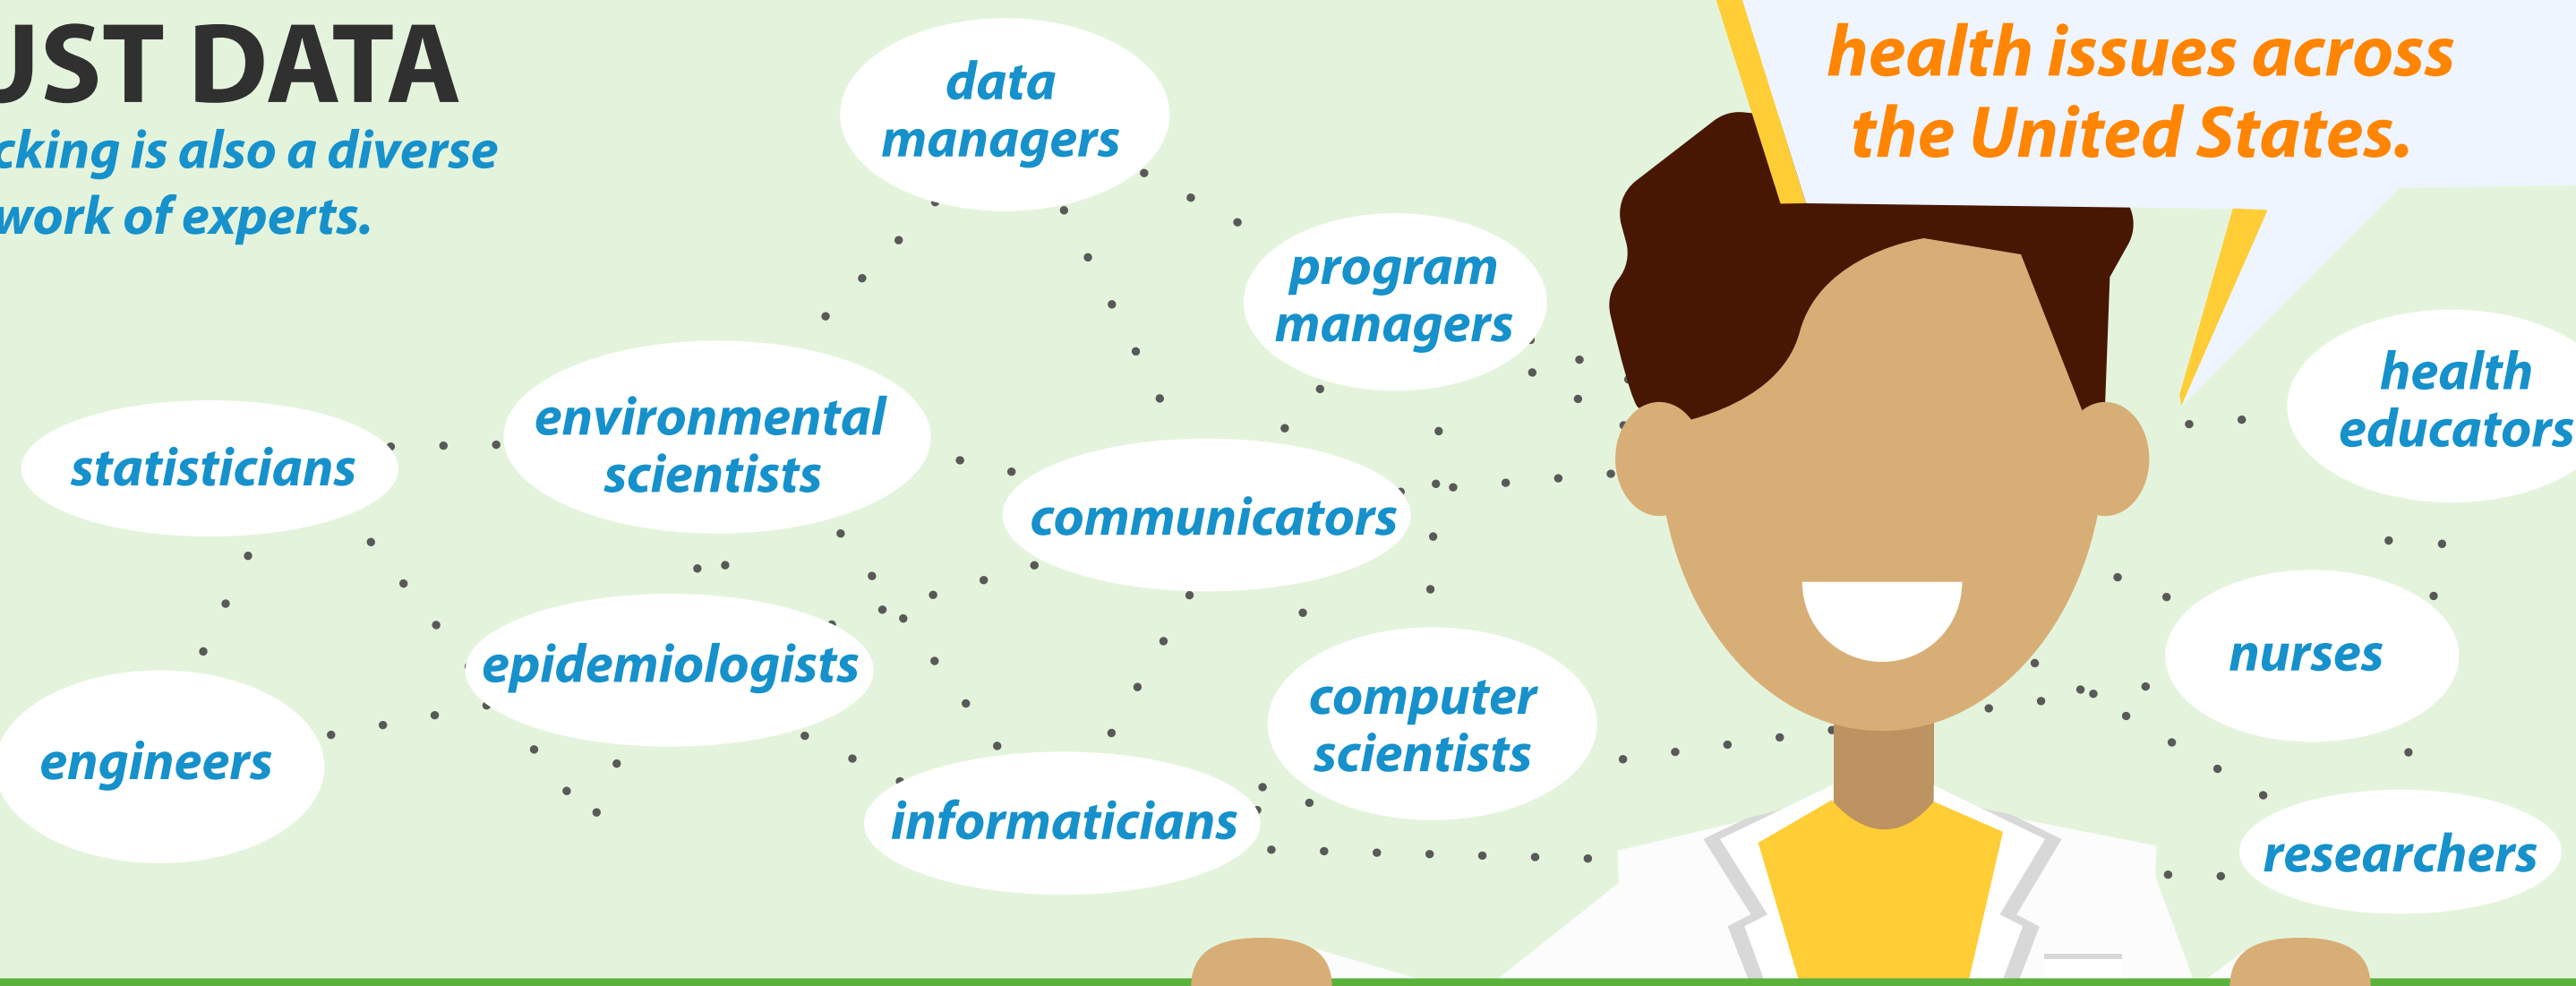 UST DATA
cking is also a diverse
work of experts.
data
managers
health issues across
the United States.
program
managers
health
educators
environmental
scientists
statisticians
communicators
epidemiologists
nurses
computer
scientists
engineers
informaticians
researchers